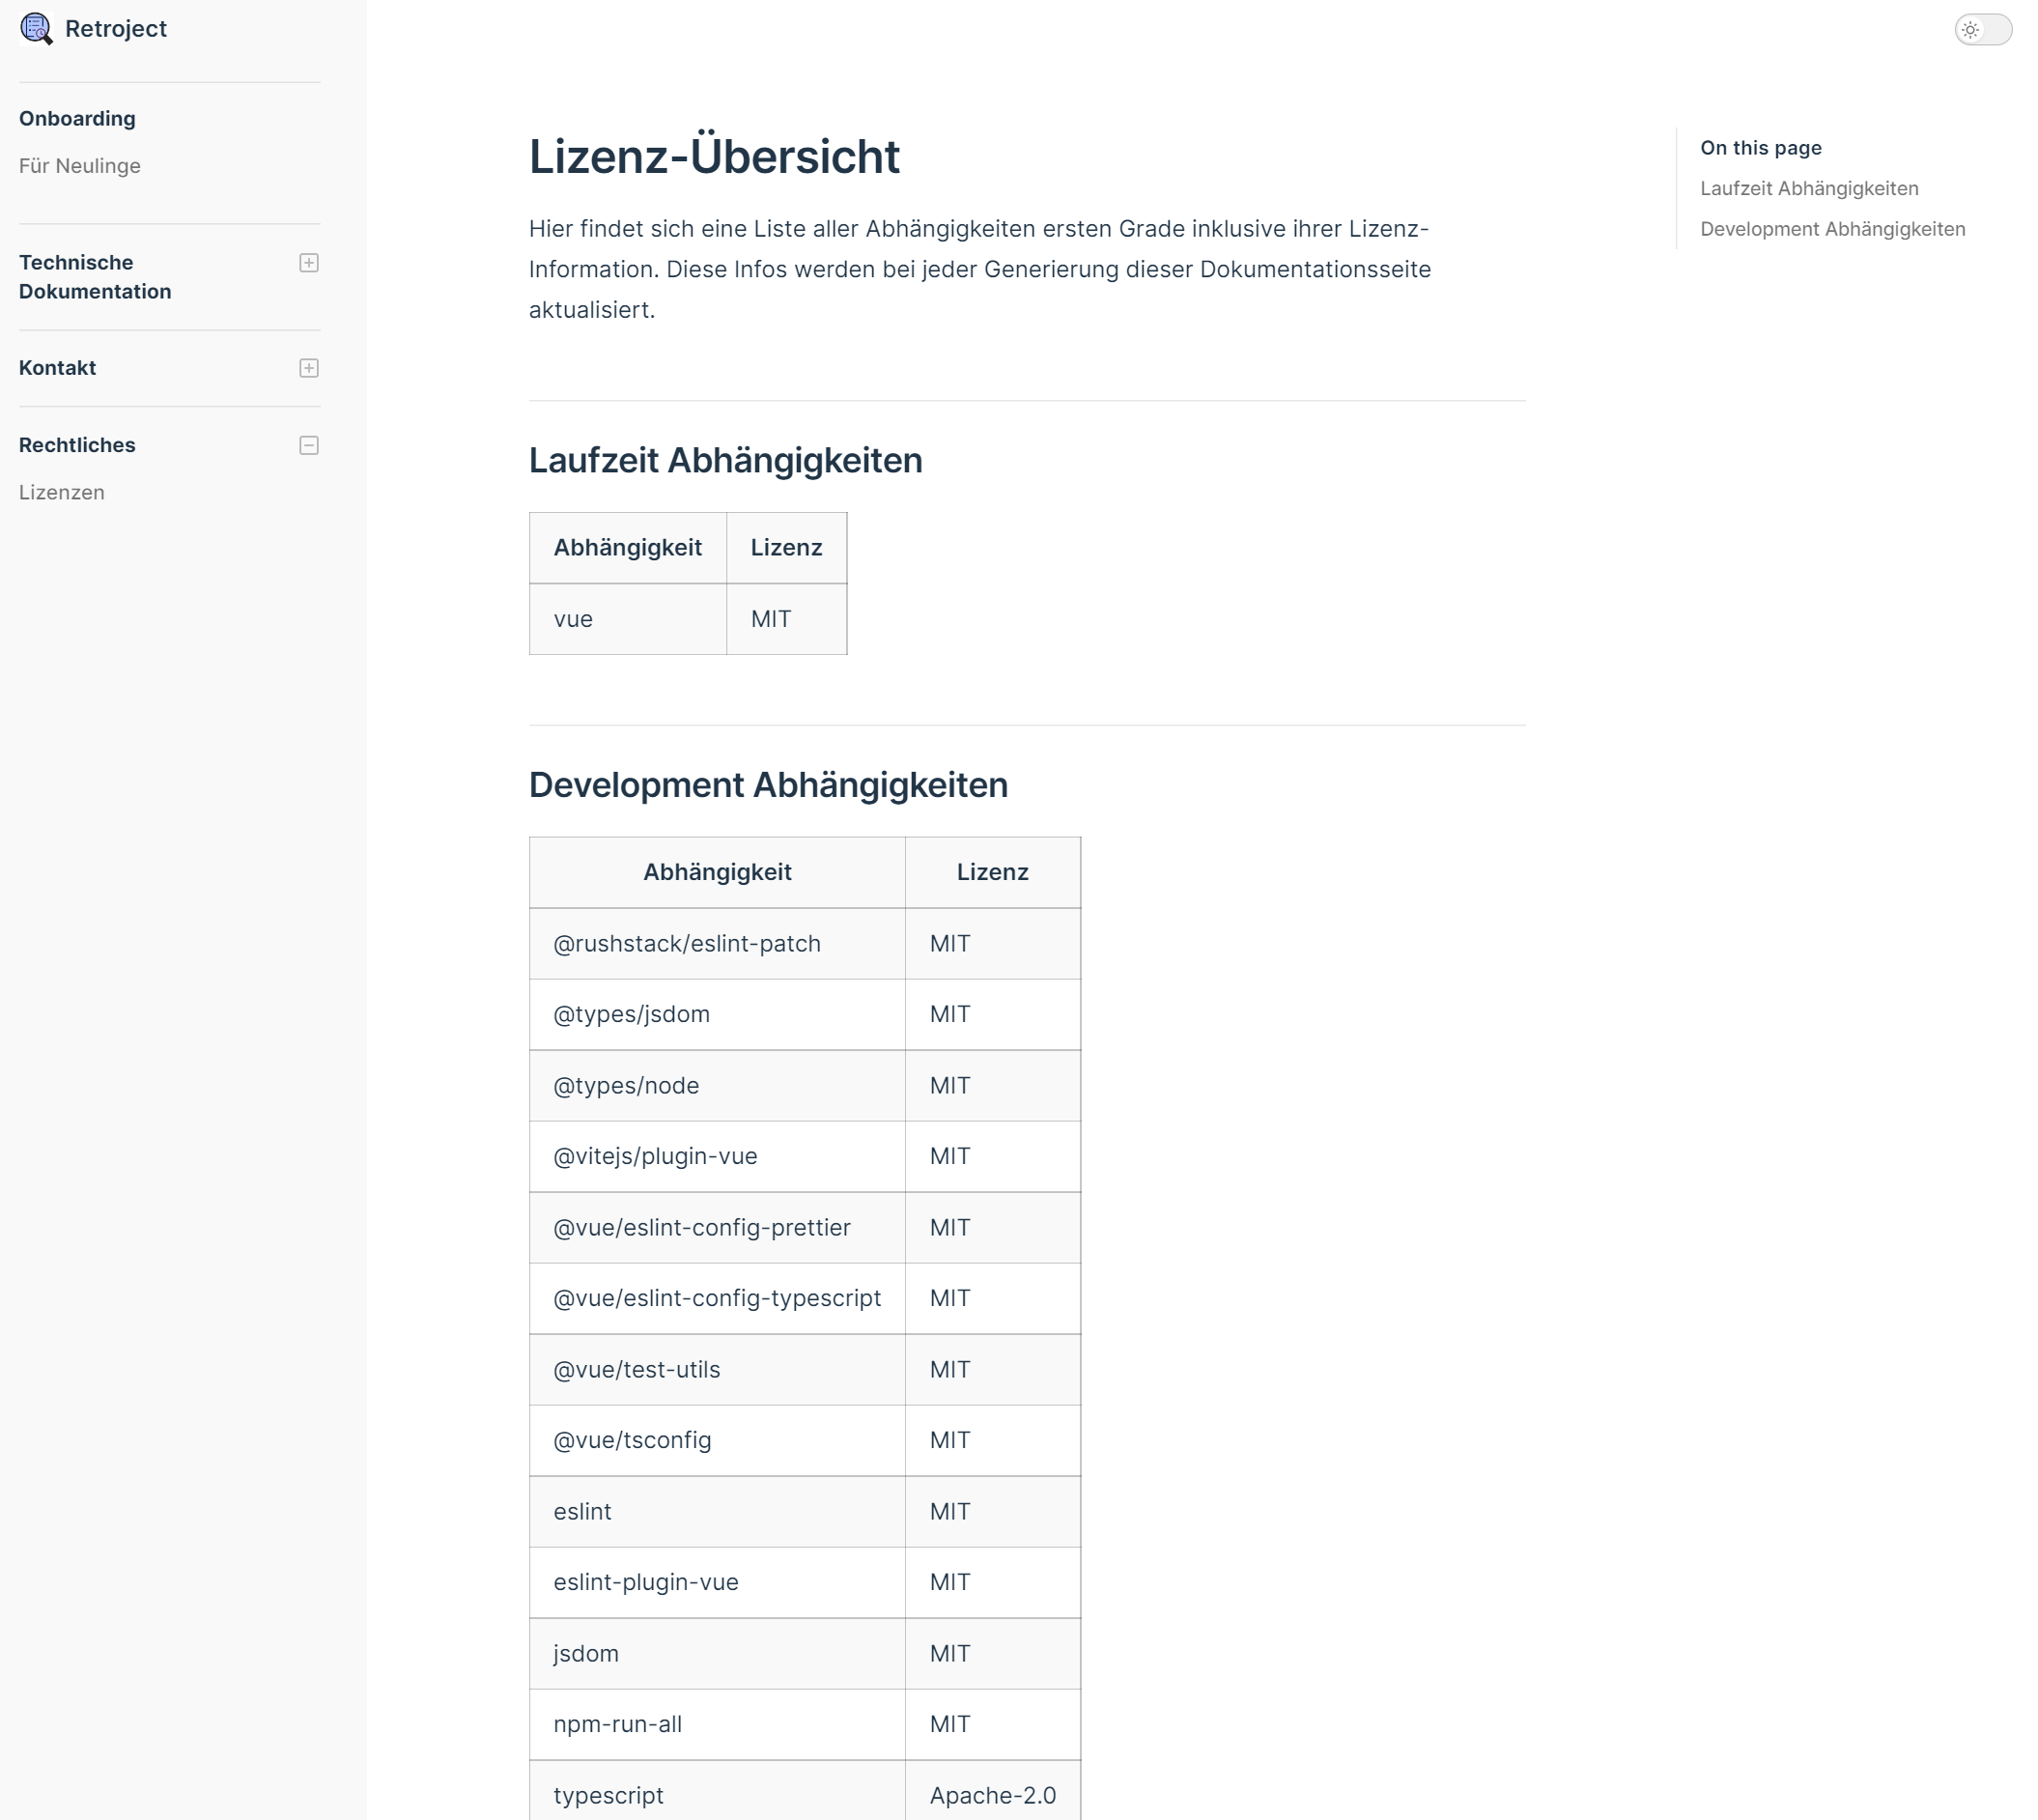 Retroject
Onboarding
Für Neulinge
Technische
Dokumentation
Kontakt
Rechtliches
Lizenzen
Lizenz-Übersicht
Hier findet sich eine Liste aller Abhängigkeiten ersten Grade inklusive ihrer Lizenz-
Information. Diese Infos werden bei jeder Generierung dieser Dokumentationsseite
aktualisiert.
Laufzeit Abhängigkeiten
Abhängigkeit Lizenz
vue MIT
Development Abhängigkeiten
Abhängigkeit Lizenz
@rushstack/eslint-patch MIT
@types/jsdom MIT
@types/node MIT
@vitejs/plugin-vue MIT
@vue/eslint-config-prettier MIT
@vue/eslint-config-typescript MIT
@vue/test-utils MIT
@vue/tsconfig MIT
eslint MIT
eslint-plugin-vue MIT
jsdom MIT
npm-run-all MIT
typescript Apache-2.0
On this page
Laufzeit Abhängigkeiten
Development Abhängigkeiten